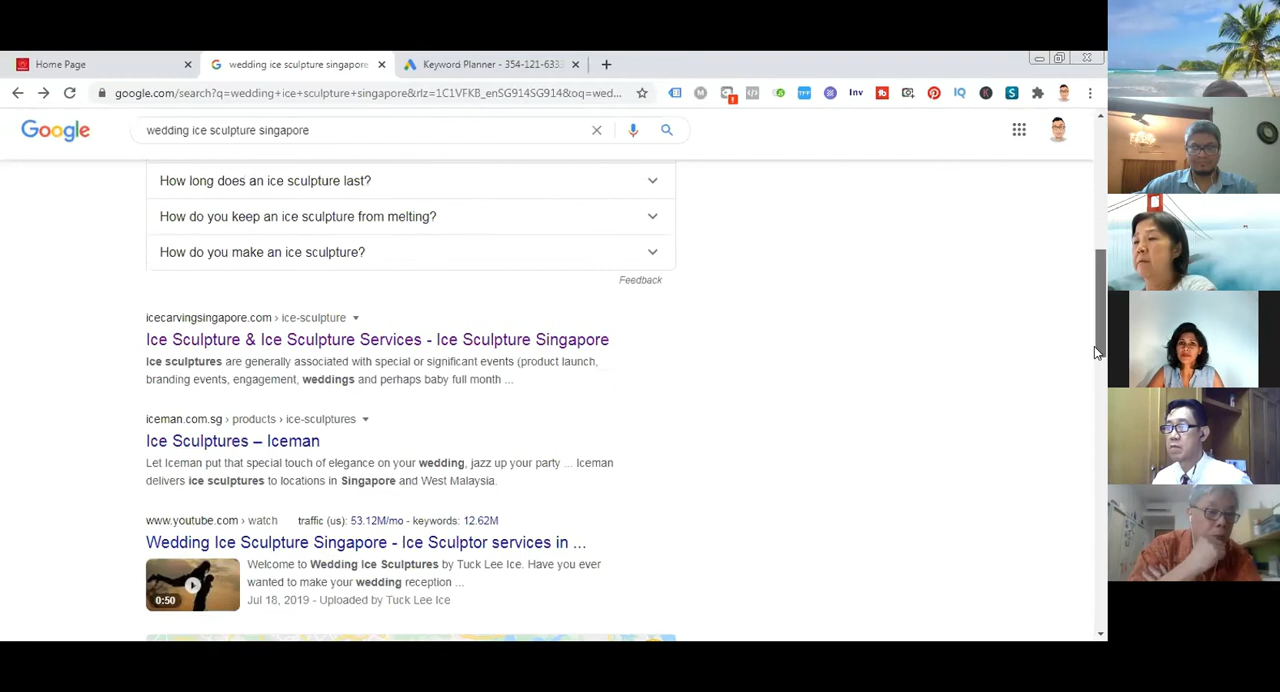 Home Page
wedding ice sculpture singapore
Keyword Planner - 354-121-633
google.com/search?q=wedding+ice+sculpture+singapore&rlz=1C1VFKB_enSG914SG914&oq=wed...
Inv
IQ
Google
wedding ice sculpture singapore
How long does an ice sculpture last?
How do you keep an ice sculpture from melting?
How do you make an ice sculpture?
Feedback
icecarvingsingapore.com › ice-sculpture
Ice Sculpture & Ice Sculpture Services - Ice Sculpture Singapore
Ice sculptures are generally associated with special or significant events (product launch,
branding events, engagement, weddings and perhaps baby full month ...
iceman.com.sg › products › ice-sculptures
Ice Sculptures – Iceman
Let Iceman put that special touch of elegance on your wedding, jazz up your party ... Iceman
delivers ice sculptures to locations in Singapore and West Malaysia.
www.youtube.com › watch traffic (us): 53.12M/mo - keywords: 12.62M
Wedding Ice Sculpture Singapore - Ice Sculptor services in ...
Welcome to Wedding Ice Sculptures by Tuck Lee Ice. Have you ever
wanted to make your wedding reception ...
0:50
Jul 18, 2019 - Uploaded by Tuck Lee Ice